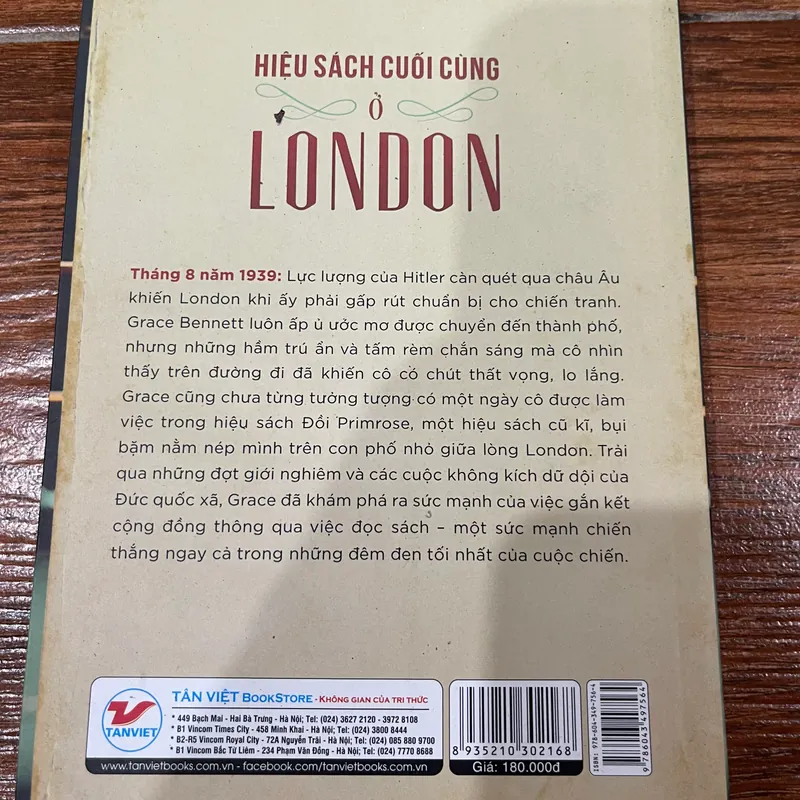 HIỆU SÁCH CUỐI CÙNG
Ở
LONDON
Tháng 8 năm 1939: Lực lượng của Hitler càn quét qua châu Âu
khiến London khi ấy phải gấp rút chuẩn bị cho chiến tranh.
Grace Bennett luôn ấp ủ ước mơ được chuyển đến thành phố,
nhưng những hầm trú ẩn và tấm rèm chắn sáng mà cô nhìn
thấy trên đường đi đã khiến cô có chút thất vọng, lo lắng.
Grace cũng chưa từng tưởng tượng có một ngày cô được làm
việc trong hiệu sách Đồi Primrose, một hiệu sách cũ kĩ, bụi
bặm nằm nép mình trên con phố nhỏ giữa lòng London. Trải
qua những đợt giới nghiêm và các cuộc không kích dữ dội của
Đức quốc xã, Grace đã khám phá ra sức mạnh của việc gắn kết
cộng đồng thông qua việc đọc sách – một sức mạnh chiến
thắng ngay cả trong những đêm đen tối nhất của cuộc chiến.
TANVIET
TÂN VIỆT BOOKSTORE - KHÔNG GIAN CỦA TRI THỨC
* 449 Bạch Mai - Hai Bà Trưng - Hà Nội; Tel: (024) 3627 2120 - 3972 8108
* B1 Vincom Times City - 458 Minh Khai - Hà Nội; Tel: (024) 3800 8444
* B2-R5 Vincom Royal City - 72A Nguyễn Trãi - Hà Nội; Tel: (024) 085 880 9700
* B1 Vincom Bắc Từ Liêm - 234 Phạm Văn Đồng - Hà Nội; Tel: (024) 7770 8688
www.tanvietbooks.com.vn - facebook.com/tanvietbooks.com.vn
8 935210 302168
Giá: 180.000đ
ISBN: 978-604-349-756-4
9 786043 497564